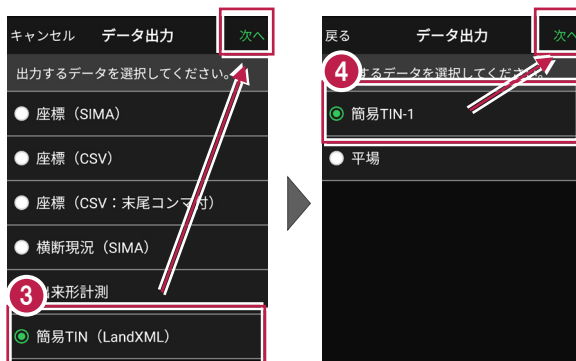 キャンセル データ出力 次へ
出力するデータを選択してください。
座標（SIMA）
座標（CSV）
座標（CSV：末尾コンマ付）
横断現況（SIMA）
3 来形計測
簡易TIN（LandXML）
戻る データ出力 次へ
4 するデータを選択してください。
簡易TIN-1
平場